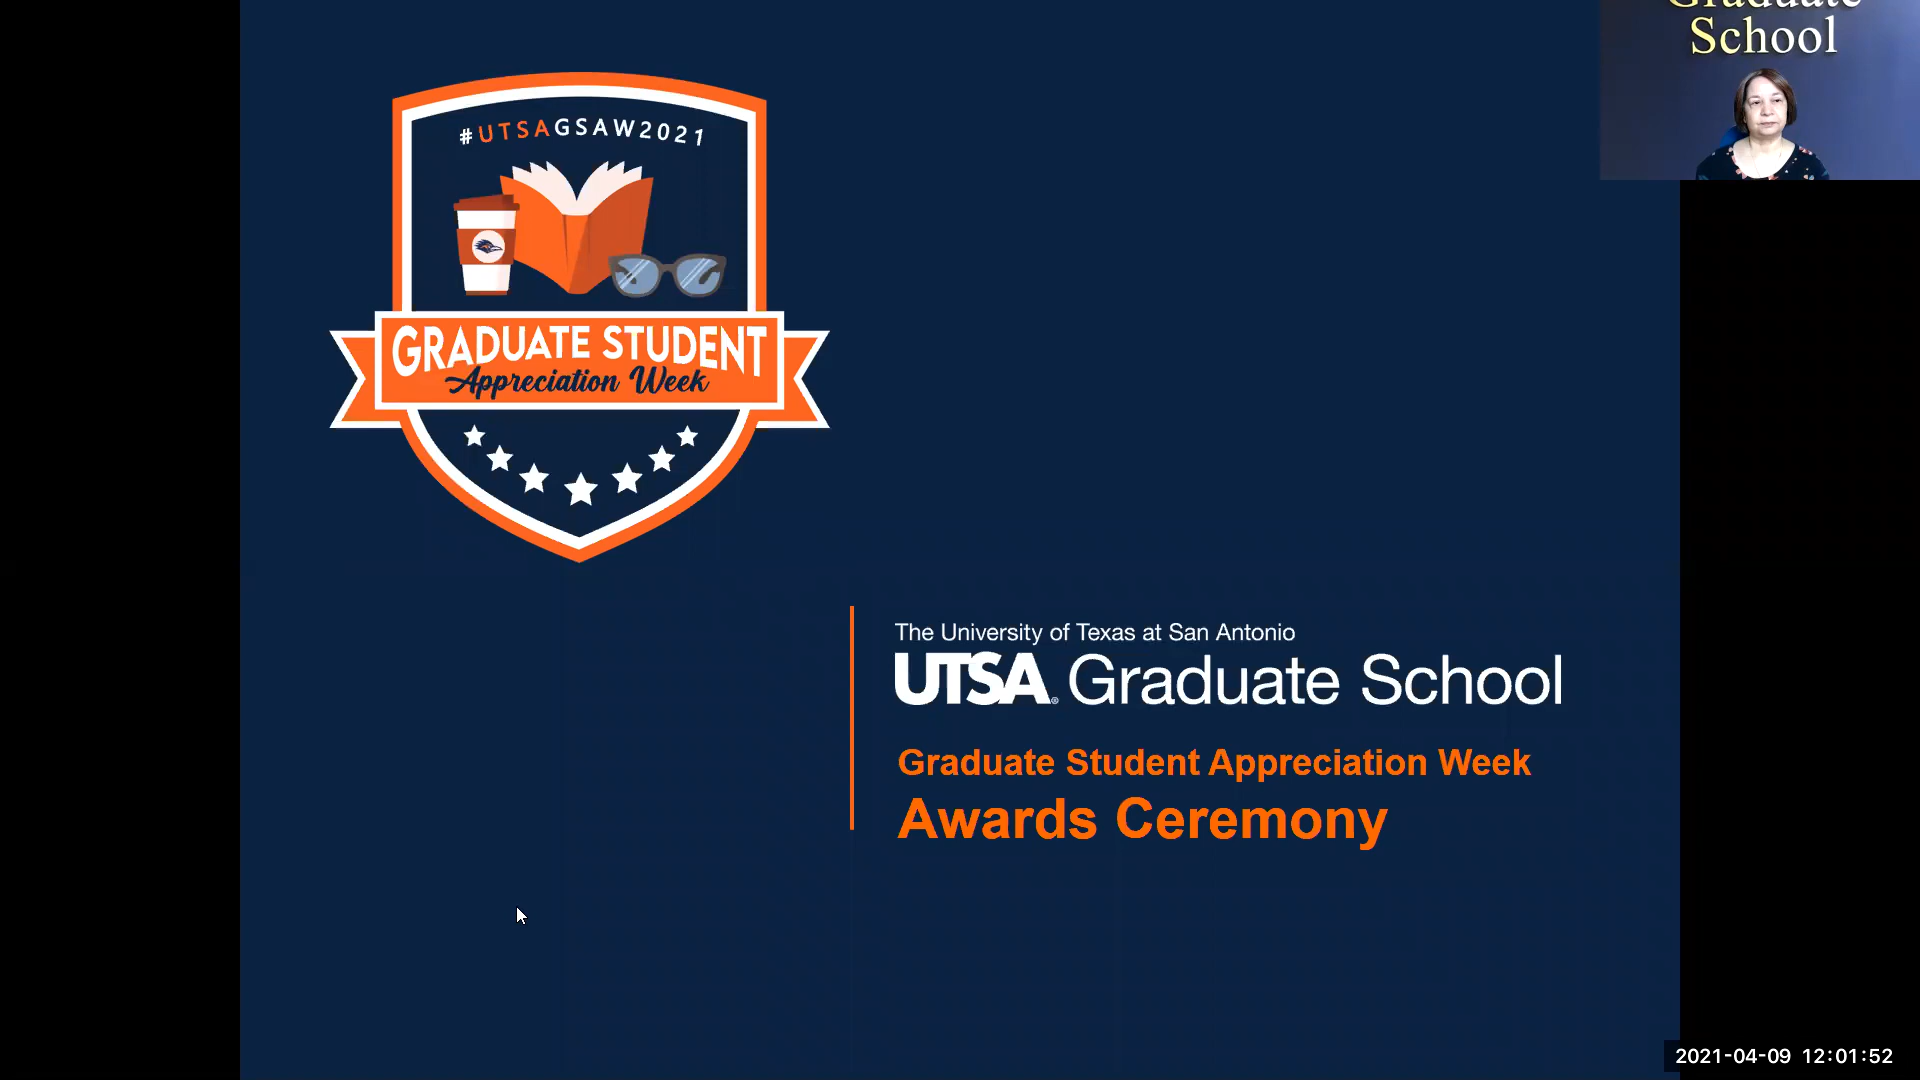 Graduate
School
#UTSAGSAW2021
GRADUATE STUDENT
Appreciation Week
The University of Texas at San Antonio
UTSA® Graduate School
Graduate Student Appreciation Week
Awards Ceremony
2021-04-09 12:01:52